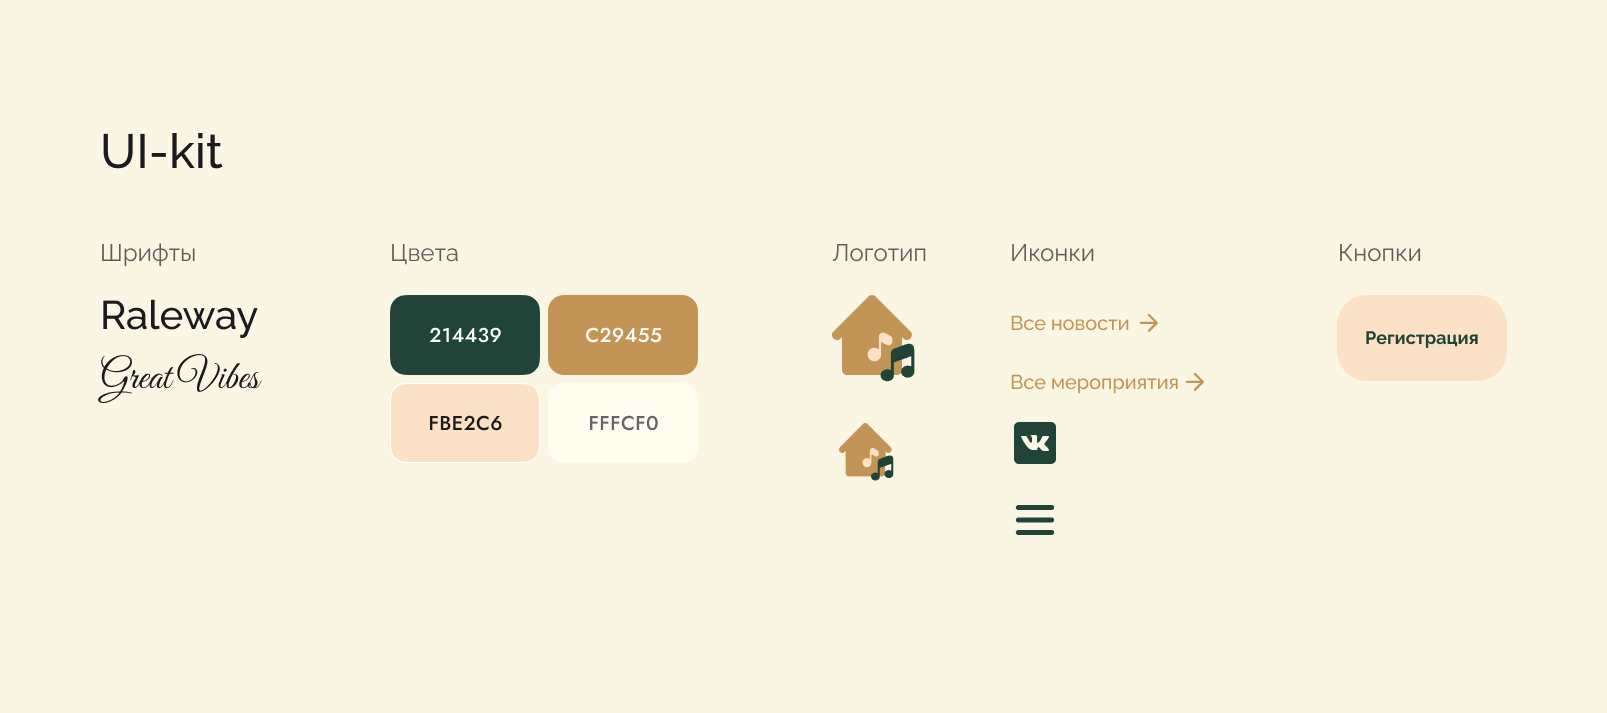 UI-kit
Шрифты
Raleway
Great Vibes
Цвета
214439
C29455
FBE2C6
FFFCF0
Логотип
Иконки
Все новости
Все мероприятия
Кнопки
Регистрация